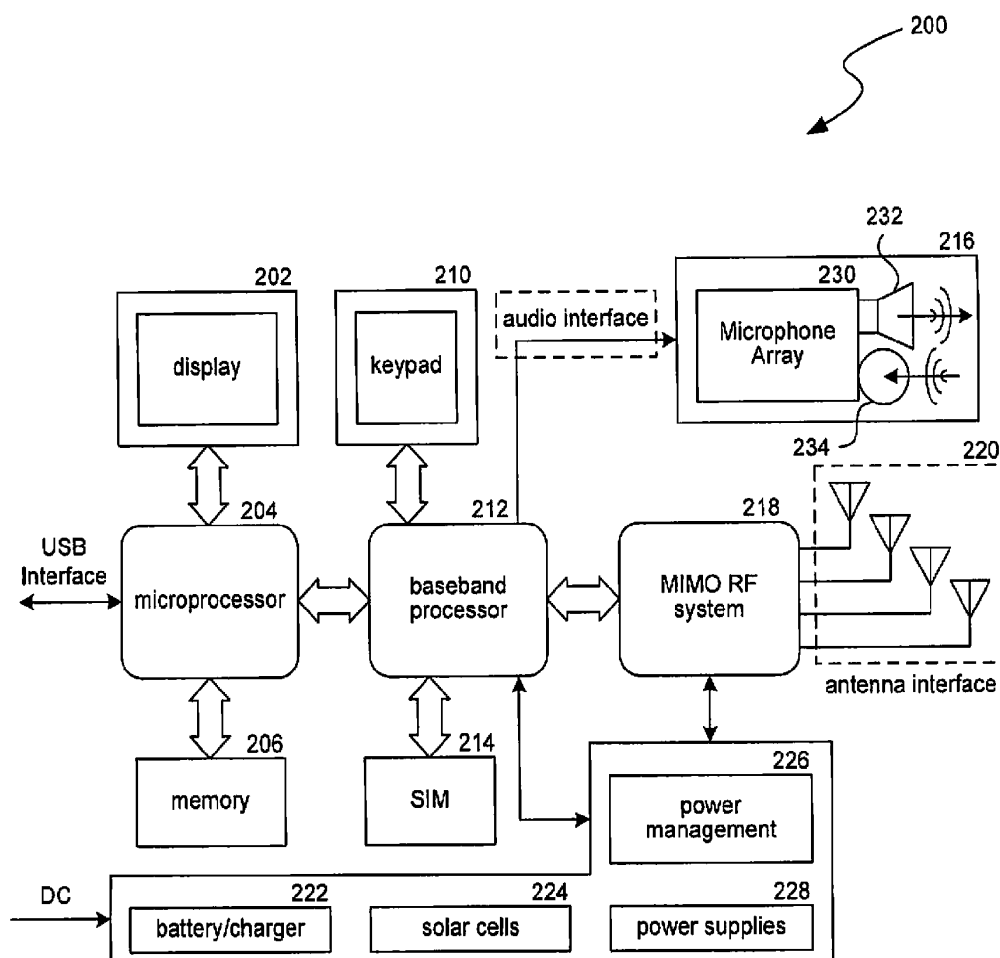 200
232
216
202
210
230
audio interface
display
keypad
Microphone
Array
234
220
204
212
218
USB
Interface
microprocessor
baseband
processor
MIMO RF
system
antenna interface
206
214
226
memory
SIM
power
management
DC
222
224
228
battery/charger
solar cells
power supplies